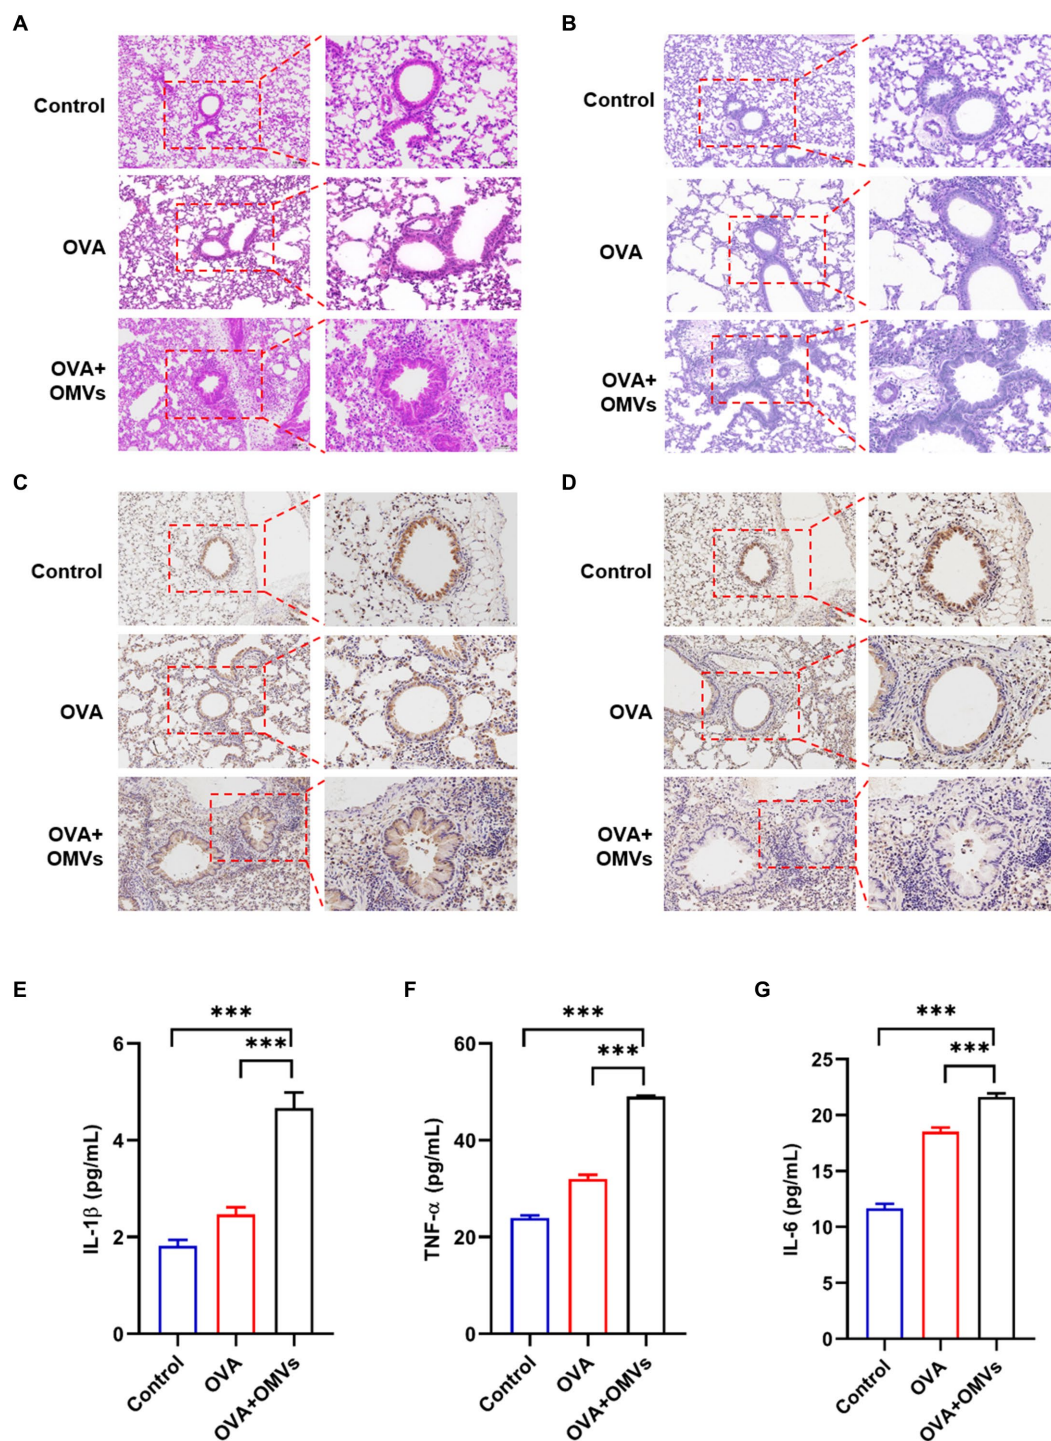 A
B
Control
Control
OVA
OVA
OVA+
OMVs
OVA+
OMVs
C
D
Control
Control
OVA
OVA
OVA+
OMVs
OVA+
OMVs
E
F
G
***
***
6
4
2
0
IL-1β (pg/mL)
Control
OVA
OVA+OMVs
***
***
60
40
20
0
TNF-α (pg/mL)
Control
OVA
OVA+OMVs
***
***
25
20
15
10
5
0
IL-6 (pg/mL)
Control
OVA
OVA+OMVs